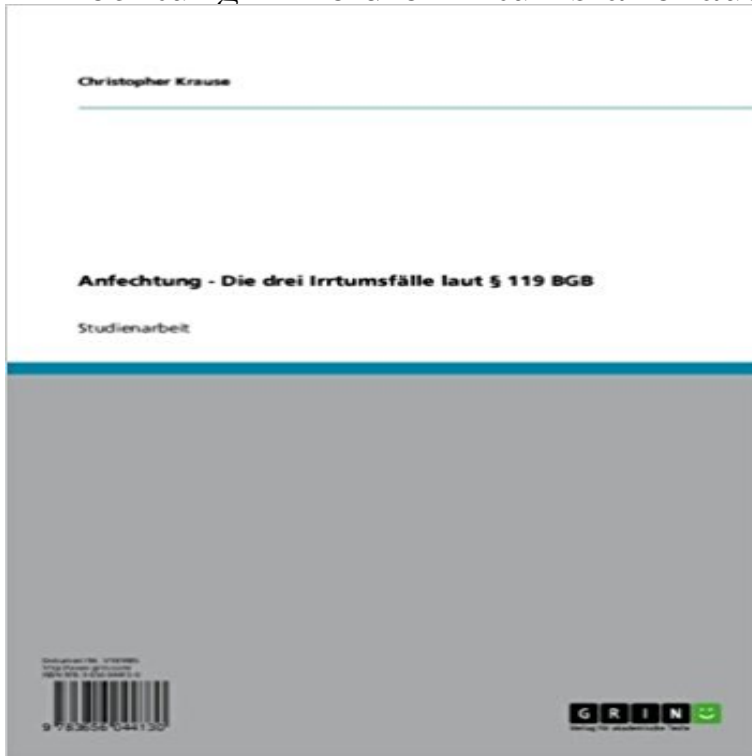 Christopher Krause
Anfechtung - Die drei Irrtumsfälle laut § 119 BGB
Studienarbeit
9 783656 044130
GRIN